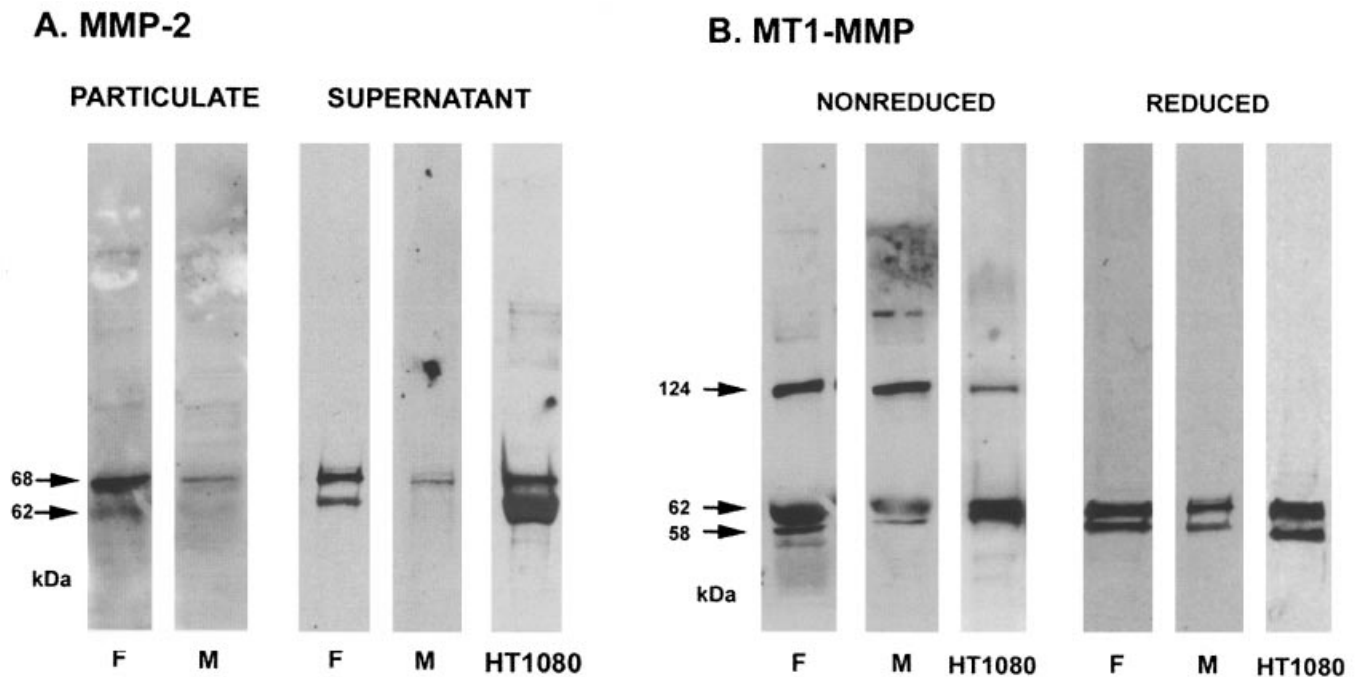 A. MMP-2
PARTICULATE SUPERNATANT
68
62
kDa
F M F M HT1080
B. MT1-MMP
NONREDUCED REDUCED
124
62
58
kDa
F M HT1080 F M HT1080